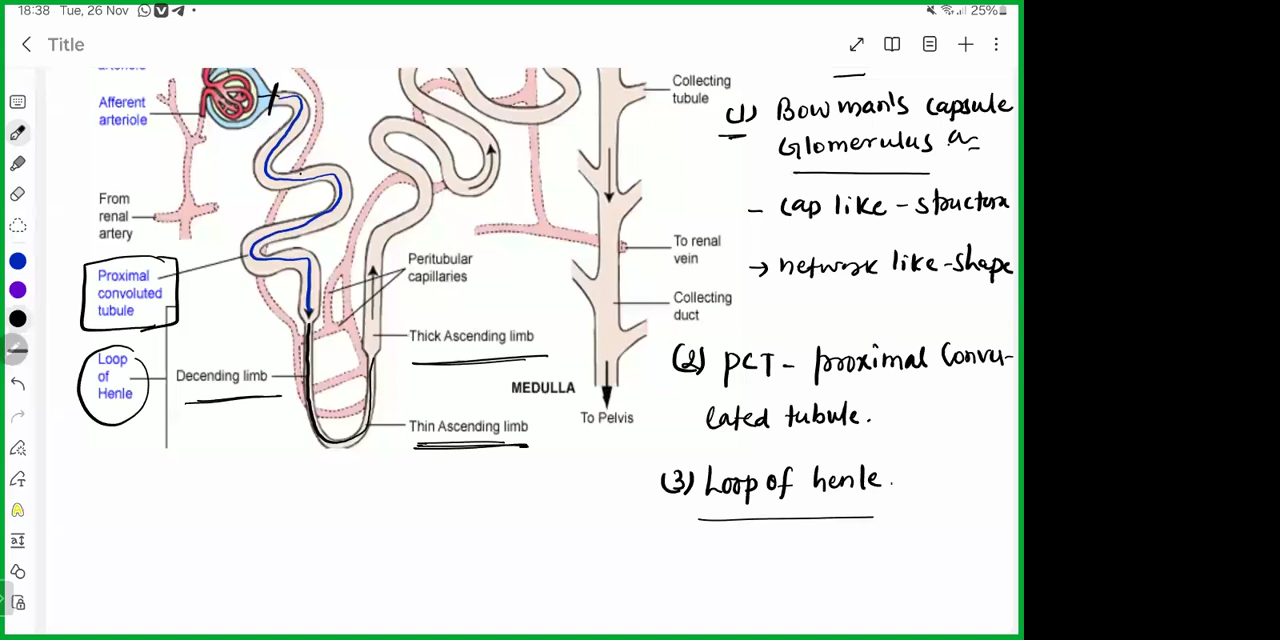 18:38 Tue, 26 Nov
25%
Title
Afferent
arteriole
From
renal
artery
Proximal
convoluted
tubule
Loop
of
Henle
Decending limb
Peritubular
capillaries
Thick Ascending limb
Thin Ascending limb
MEDULLA
Collecting
tubule
To renal
vein
Collecting
duct
To Pelvis
(1) Bowman's capsule
Glomerulus
- cap like - structure
→ network like - shape
(2) PCT - proximal convu-
lated tubule.
(3) Loop of henle.